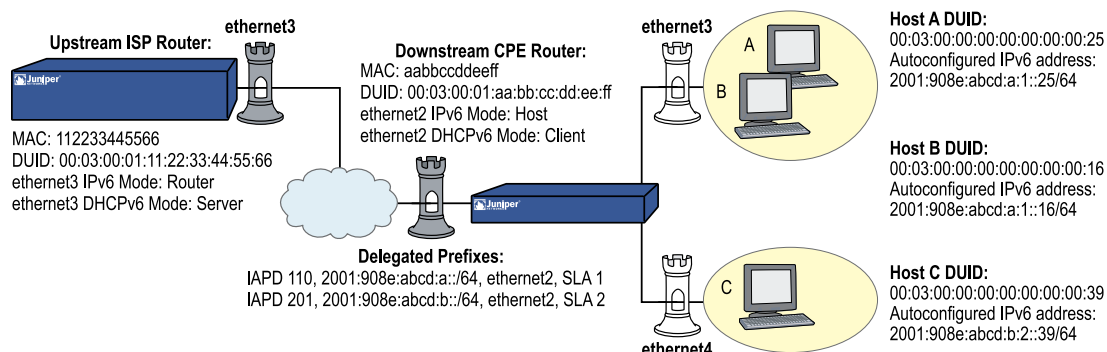 ethernet3
Upstream ISP Router:
Juniper
NETWORKS
MAC: 112233445566
DUID: 00:03:00:01:11:22:33:44:55:66
ethernet3 IPv6 Mode: Router
ethernet3 DHCPv6 Mode: Server
Downstream CPE Router:
MAC: aabbccddeeff
DUID: 00:03:00:01:aa:bb:cc:dd:ee:ff
ethernet2 IPv6 Mode: Host
ethernet2 DHCPv6 Mode: Client
Juniper
NETWORKS
Delegated Prefixes:
IAPD 110, 2001:908e:abcd:a::/64, ethernet2, SLA 1
IAPD 201, 2001:908e:abcd:b::/64, ethernet2, SLA 2
ethernet3
A
B
ethernet4
C
Host A DUID:
00:03:00:00:00:00:00:00:00:25
Autoconfigured IPv6 address:
2001:908e:abcd:a:1::25/64
Host B DUID:
00:03:00:00:00:00:00:00:00:16
Autoconfigured IPv6 address:
2001:908e:abcd:a:1::16/64
Host C DUID:
00:03:00:00:00:00:00:00:00:39
Autoconfigured IPv6 address:
2001:908e:abcd:b:2::39/64